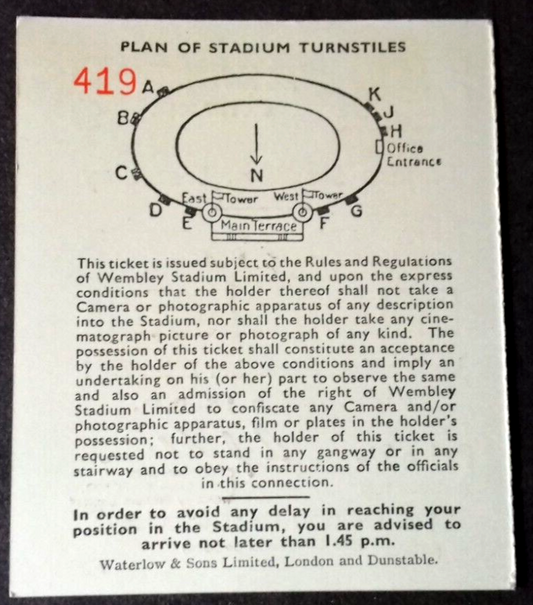 PLAN OF STADIUM TURNSTILES
419
A
B
C
D
E
F
G
H
J
K
Office
Entrance
N
East Tower
West Tower
Main Terrace
This ticket is issued subject to the Rules and Regulations
of Wembley Stadium Limited, and upon the express
conditions that the holder thereof shall not take a
Camera or photographic apparatus of any description
into the Stadium, nor shall the holder take any cine-
matograph picture or photograph of any kind. The
possession of this ticket shall constitute an acceptance
by the holder of the above conditions and imply an
undertaking on his (or her) part to observe the same
and also an admission of the right of Wembley
Stadium Limited to confiscate any Camera and/or
photographic apparatus, film or plates in the holder's
possession; further, the holder of this ticket is
requested not to stand in any gangway or in any
stairway and to obey the instructions of the officials
in this connection.
In order to avoid any delay in reaching your
position in the Stadium, you are advised to
arrive not later than 1.45 p.m.
Waterlow & Sons Limited, London and Dunstable.